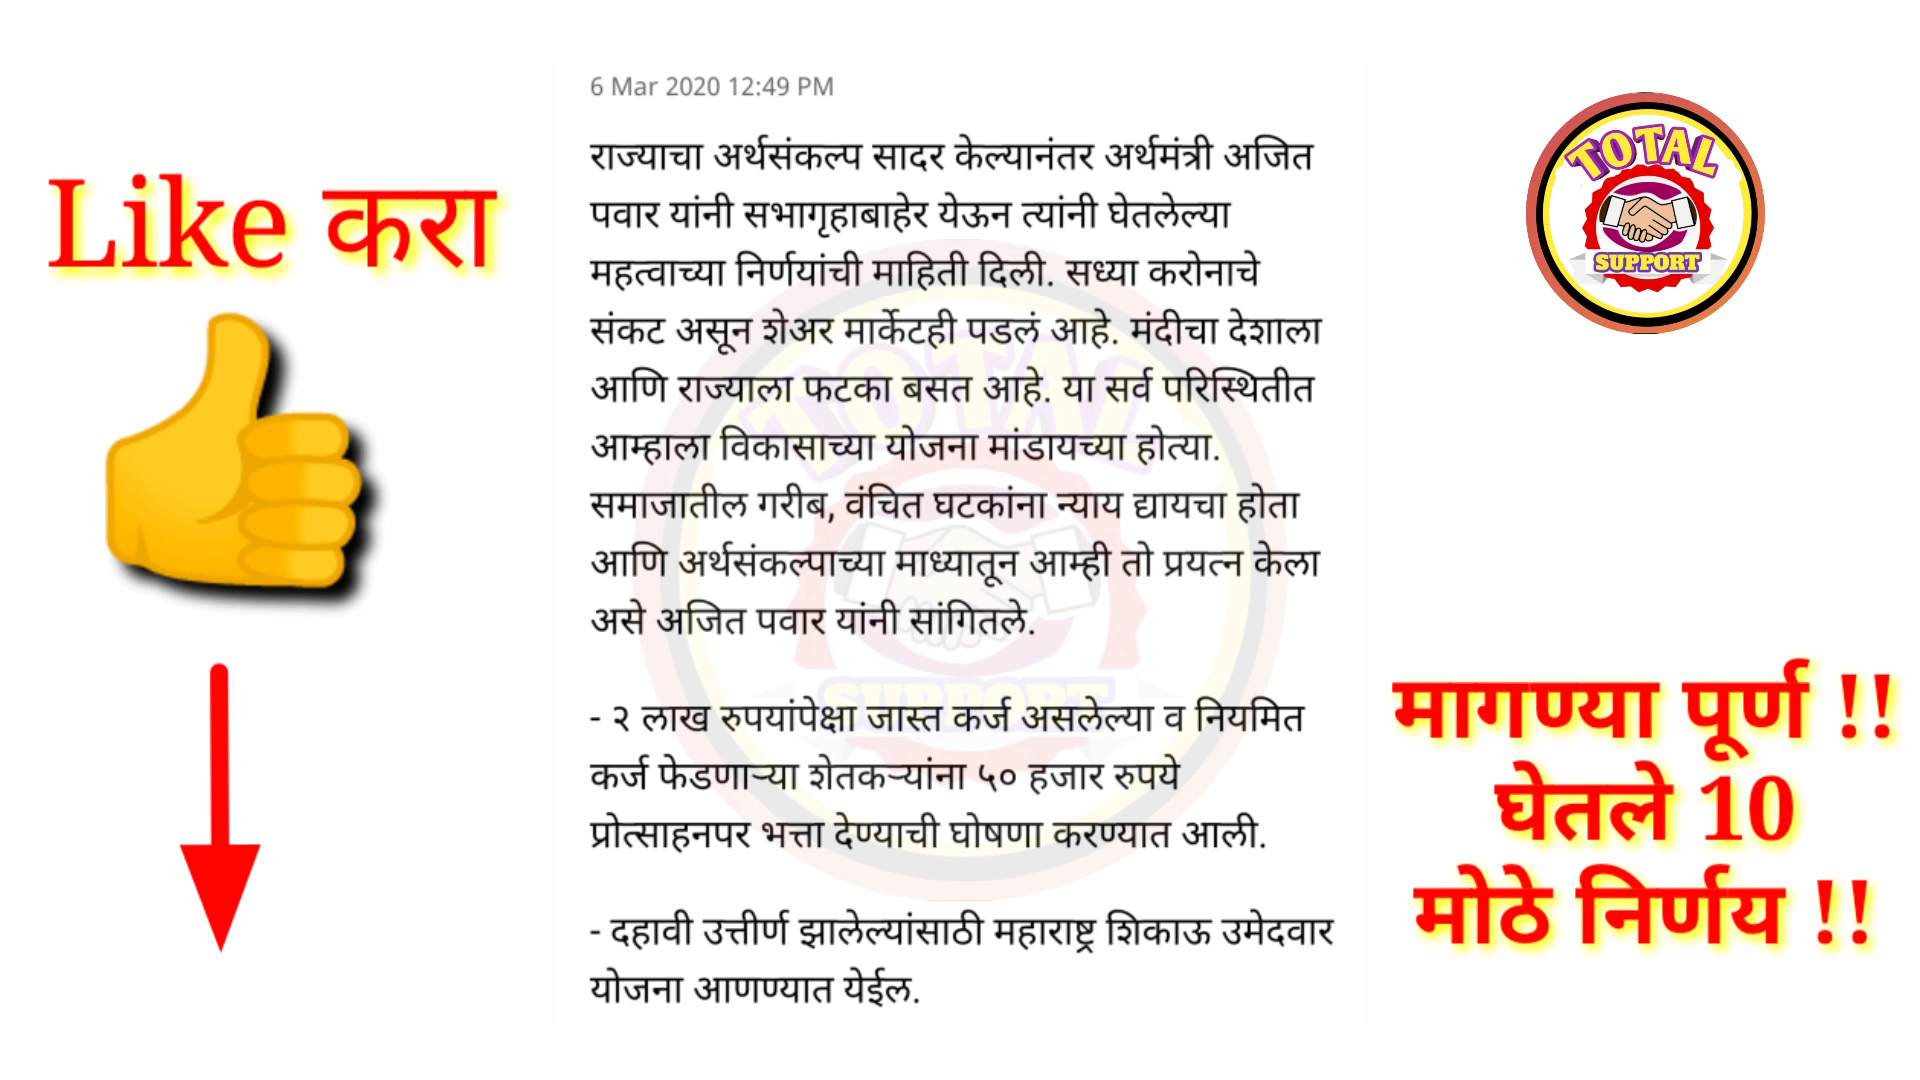 6 Mar 2020 12:49 PM
राज्याचा अर्थसंकल्प सादर केल्यानंतर अर्थमंत्री अजित
पवार यांनी सभागृहाबाहेर येऊन त्यांनी घेतलेल्या
महत्वाच्या निर्णयांची माहिती दिली. सध्या करोनाचे
संकट असून शेअर मार्केटही पडलं आहे. मंदीचा देशाला
आणि राज्याला फटका बसत आहे. या सर्व परिस्थितीत
आम्हाला विकासाच्या योजना मांडायच्या होत्या.
समाजातील गरीब, वंचित घटकांना न्याय द्यायचा होता
आणि अर्थसंकल्पाच्या माध्यातून आम्ही तो प्रयत्न केला
असे अजित पवार यांनी सांगितले.
- २ लाख रुपयांपेक्षा जास्त कर्ज असलेल्या व नियमित
कर्ज फेडणाऱ्या शेतकऱ्यांना ५० हजार रुपये
प्रोत्साहनपर भत्ता देण्याची घोषणा करण्यात आली.
- दहावी उत्तीर्ण झालेल्यांसाठी महाराष्ट्र शिकाऊ उमेदवार
योजना आणण्यात येईल.
Like करा
TOTAL
SUPPORT
मागण्या पूर्ण !!
घेतले 10
मोठे निर्णय !!
TOTAL
SUPPORT